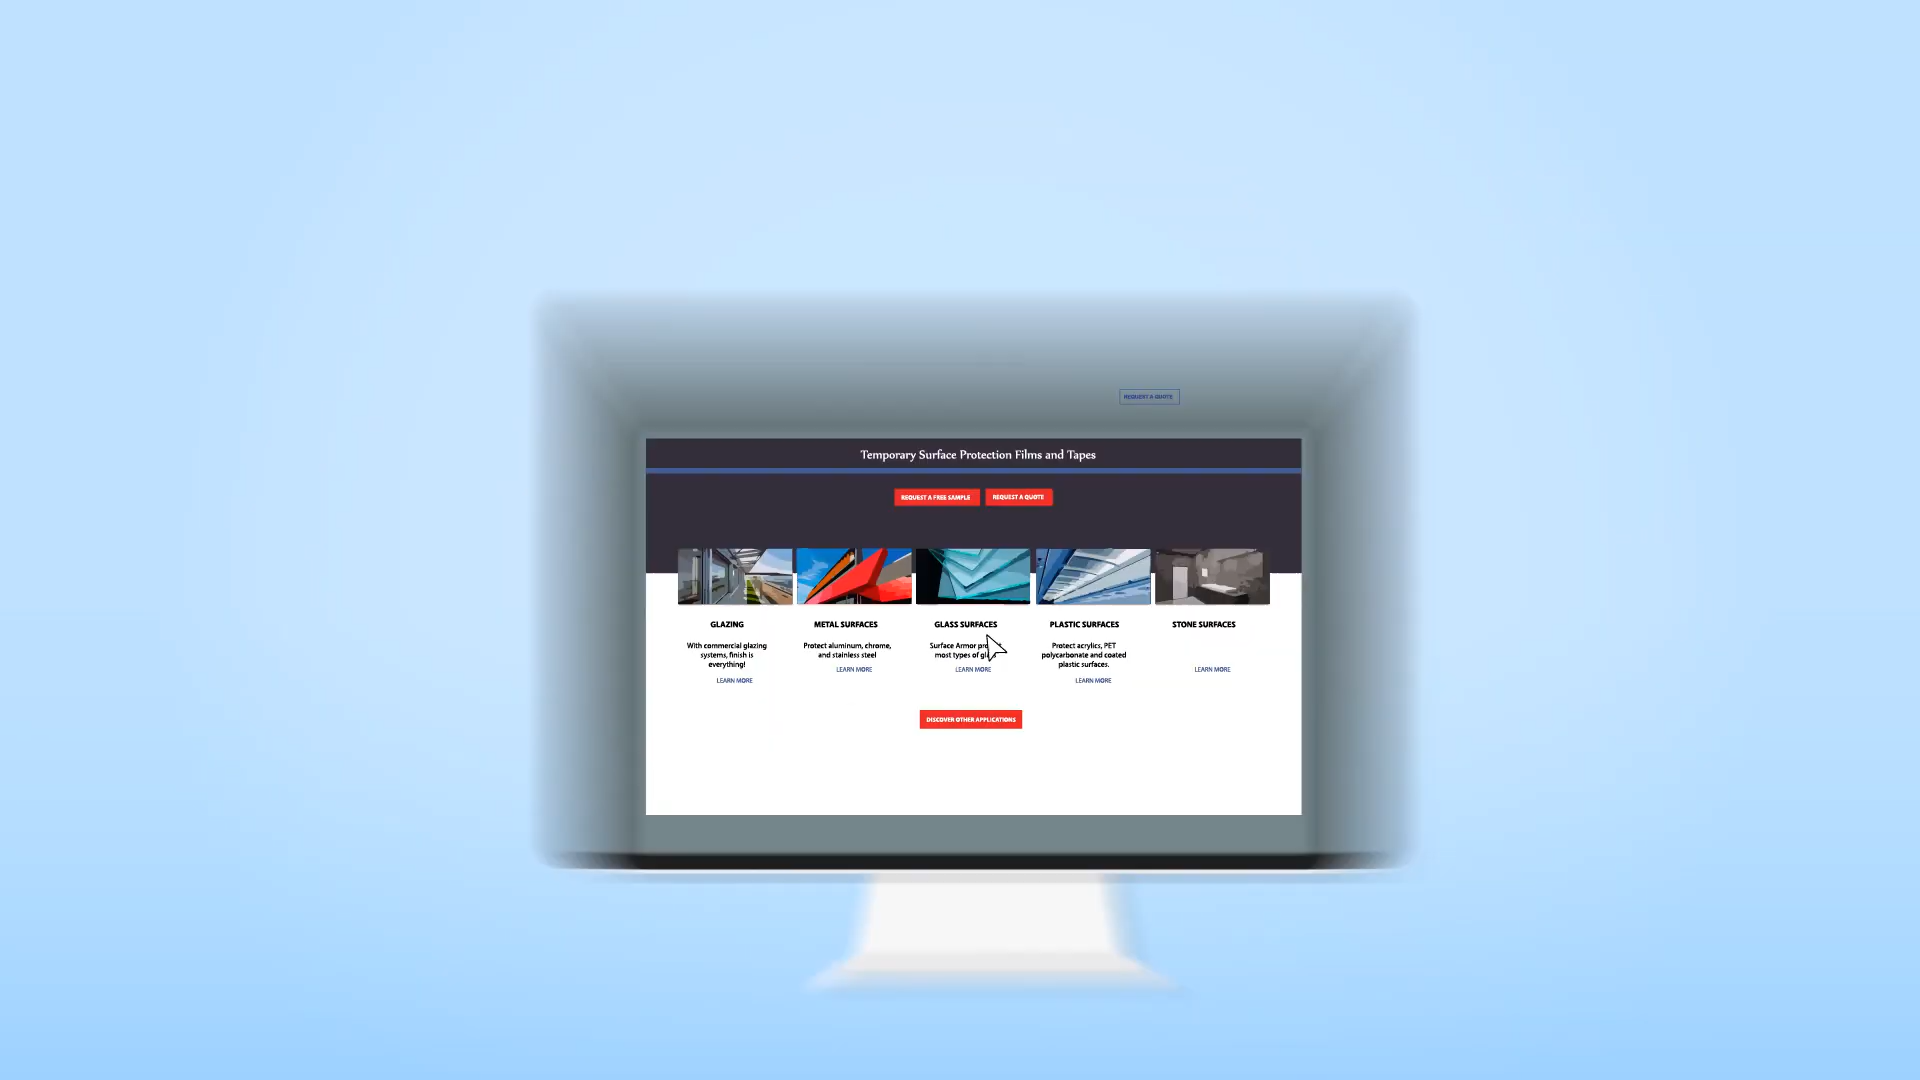 REQUEST A QUOTE
Temporary Surface Protection Films and Tapes
REQUEST A FREE SAMPLE
REQUEST A QUOTE
GLAZING
With commercial glazing
systems, finish is
everything!
LEARN MORE
METAL SURFACES
Protect aluminum, chrome,
and stainless steel
LEARN MORE
GLASS SURFACES
Surface Armor
most types of
LEARN MORE
PLASTIC SURFACES
Protect acrylics, PET
polycarbonate and coated
plastic surfaces.
LEARN MORE
STONE SURFACES
LEARN MORE
DISCOVER OTHER APPLICATIONS